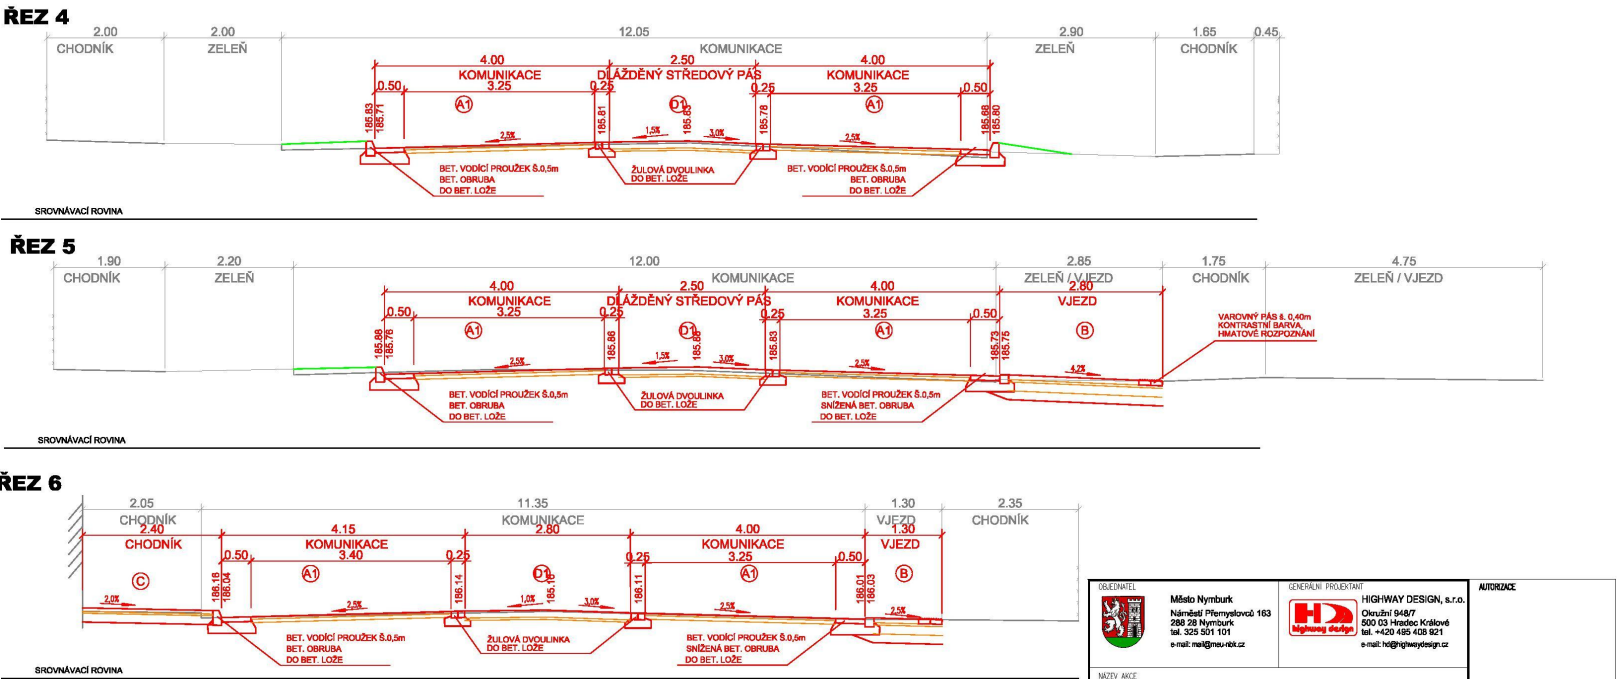 ŘEZ 4
2.00 2.00 12.05 2.90 1.65 0.45
CHODNÍK ZELEŇ KOMUNIKACE ZELEŇ CHODNÍK
4.00 2.50 4.00
KOMUNIKACE DLÁŽDĚNÝ STŘEDOVÝ PÁS KOMUNIKACE
0.50 3.25 0.25 0.25 3.25 0.50
A1 D1 A1
185.83 185.71 185.81 185.83 185.78 185.68 185.80
2,5% 1,5% 3,0% 2,5%
BET. VODÍCÍ PROUŽEK Š.0,5m
BET. OBRUBA
DO BET. LOŽE
ŽULOVÁ DVOULINKA
DO BET. LOŽE
BET. VODÍCÍ PROUŽEK Š.0,5m
BET. OBRUBA
DO BET. LOŽE
SROVNÁVACÍ ROVINA
ŘEZ 5
1.90 2.20 12.00 2.85 1.75 4.75
CHODNÍK ZELEŇ KOMUNIKACE ZELEŇ / VJEZD CHODNÍK ZELEŇ / VJEZD
4.00 2.50 4.00 2.80
KOMUNIKACE DLÁŽDĚNÝ STŘEDOVÝ PÁS KOMUNIKACE VJEZD
0.50 3.25 0.25 0.25 3.25 0.50
A1 D1 A1 B
185.88 185.76 185.86 185.88 185.83 185.73 185.75
2,5% 1,5% 3,0% 2,5% 4,2%
VAROVNÝ PÁS š. 0,40m
KONTRASTNÍ BARVA,
HMATOVÉ ROZPOZNÁNÍ
BET. VODÍCÍ PROUŽEK Š.0,5m
BET. OBRUBA
DO BET. LOŽE
ŽULOVÁ DVOULINKA
DO BET. LOŽE
BET. VODÍCÍ PROUŽEK Š.0,5m
SNÍŽENÁ BET. OBRUBA
DO BET. LOŽE
SROVNÁVACÍ ROVINA
ŘEZ 6
2.05 11.35 1.30 2.35
CHODNÍK KOMUNIKACE VJEZD CHODNÍK
2.40 4.15 2.80 4.00 1.30
CHODNÍK KOMUNIKACE KOMUNIKACE VJEZD
0.50 3.40 0.25 0.25 3.25 0.50
C A1 D1 A1 B
186.16 186.04 186.14 186.11 186.01 186.03
2,0% 2,5% 1,0% 3,0% 2,5% 2,5%
BET. VODÍCÍ PROUŽEK Š.0,5m
BET. OBRUBA
DO BET. LOŽE
ŽULOVÁ DVOULINKA
DO BET. LOŽE
BET. VODÍCÍ PROUŽEK Š.0,5m
SNÍŽENÁ BET. OBRUBA
DO BET. LOŽE
SROVNÁVACÍ ROVINA
OBJEDNATEL
Město Nymburk
Náměstí Přemyslovců 163
288 28 Nymburk
tel. 325 501 101
e-mail: mail@meu-nbk.cz
GENERÁLNÍ PROJEKTANT
HIGHWAY DESIGN, s.r.o.
Okružní 948/7
500 03 Hradec Králové
tel. +420 495 408 921
e-mail: hd@highwaydesign.cz
highway design
AUTORIZACE
NÁZEV AKCE